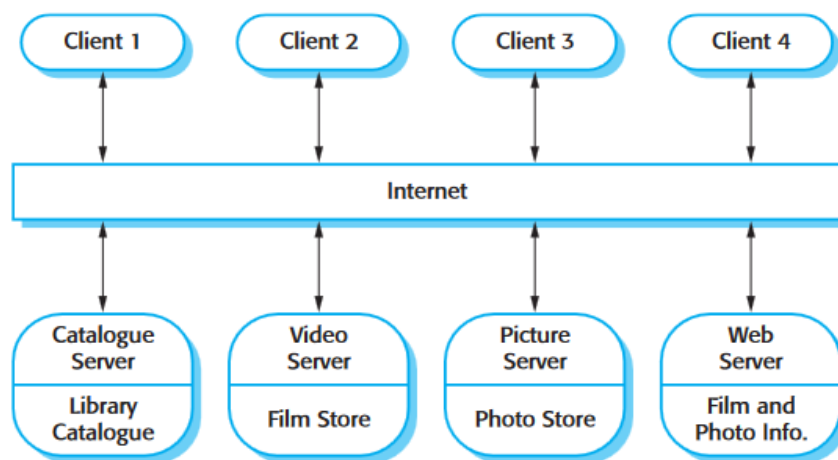 Client 1
Client 2
Client 3
Client 4
Internet
Catalogue
Server
Library
Catalogue
Video
Server
Film Store
Picture
Server
Photo Store
Web
Server
Film and
Photo Info.